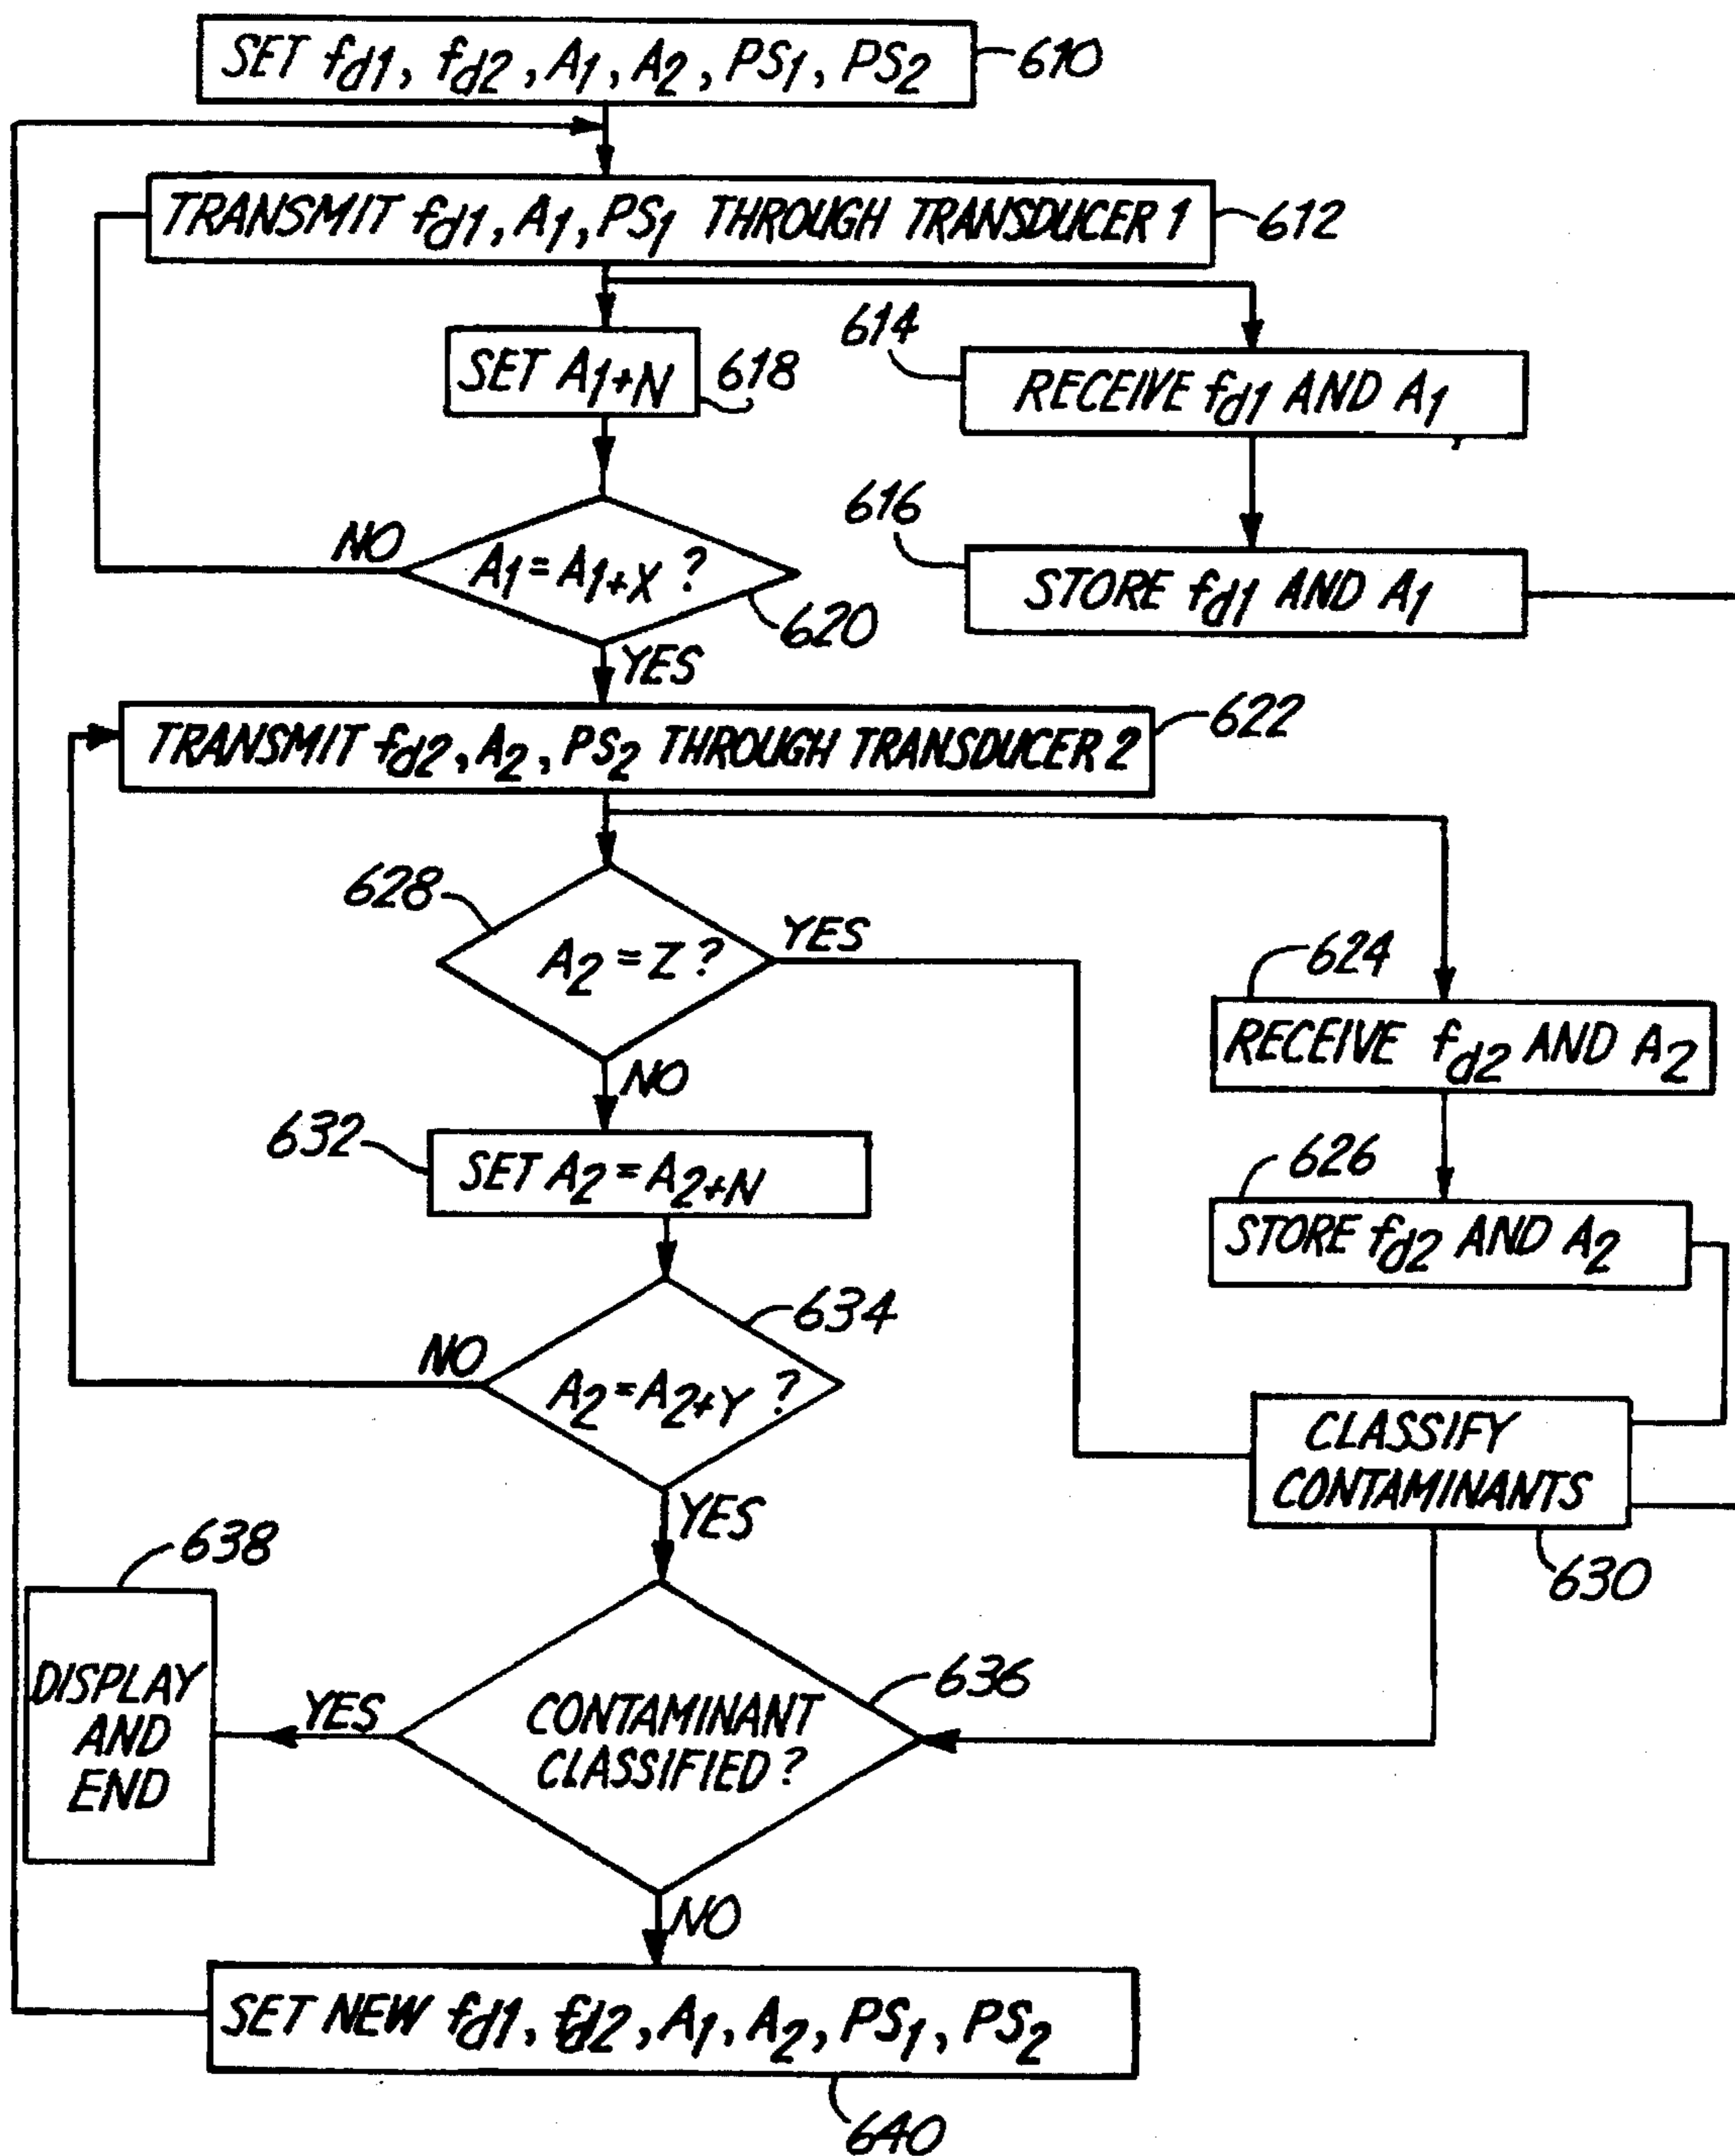 SET fd1, fd2, A1, A2, PS1, PS2
610
TRANSMIT fd1, A1, PS1 THROUGH TRANSDUCER 1
612
SET A1+N
618
614
RECEIVE fd1 AND A1
616
STORE fd1 AND A1
NO
A1 = A1+X ?
620
YES
TRANSMIT fd2, A2, PS2 THROUGH TRANSDUCER 2
622
628
A2 = Z ?
YES
NO
624
RECEIVE fd2 AND A2
632
SET A2 = A2+N
626
STORE fd2 AND A2
634
NO
A2 = A2+Y ?
YES
CLASSIFY
CONTAMINANTS
630
638
DISPLAY
AND
END
YES
CONTAMINANT
CLASSIFIED ?
636
NO
SET NEW fd1, fd2, A1, A2, PS1, PS2
640